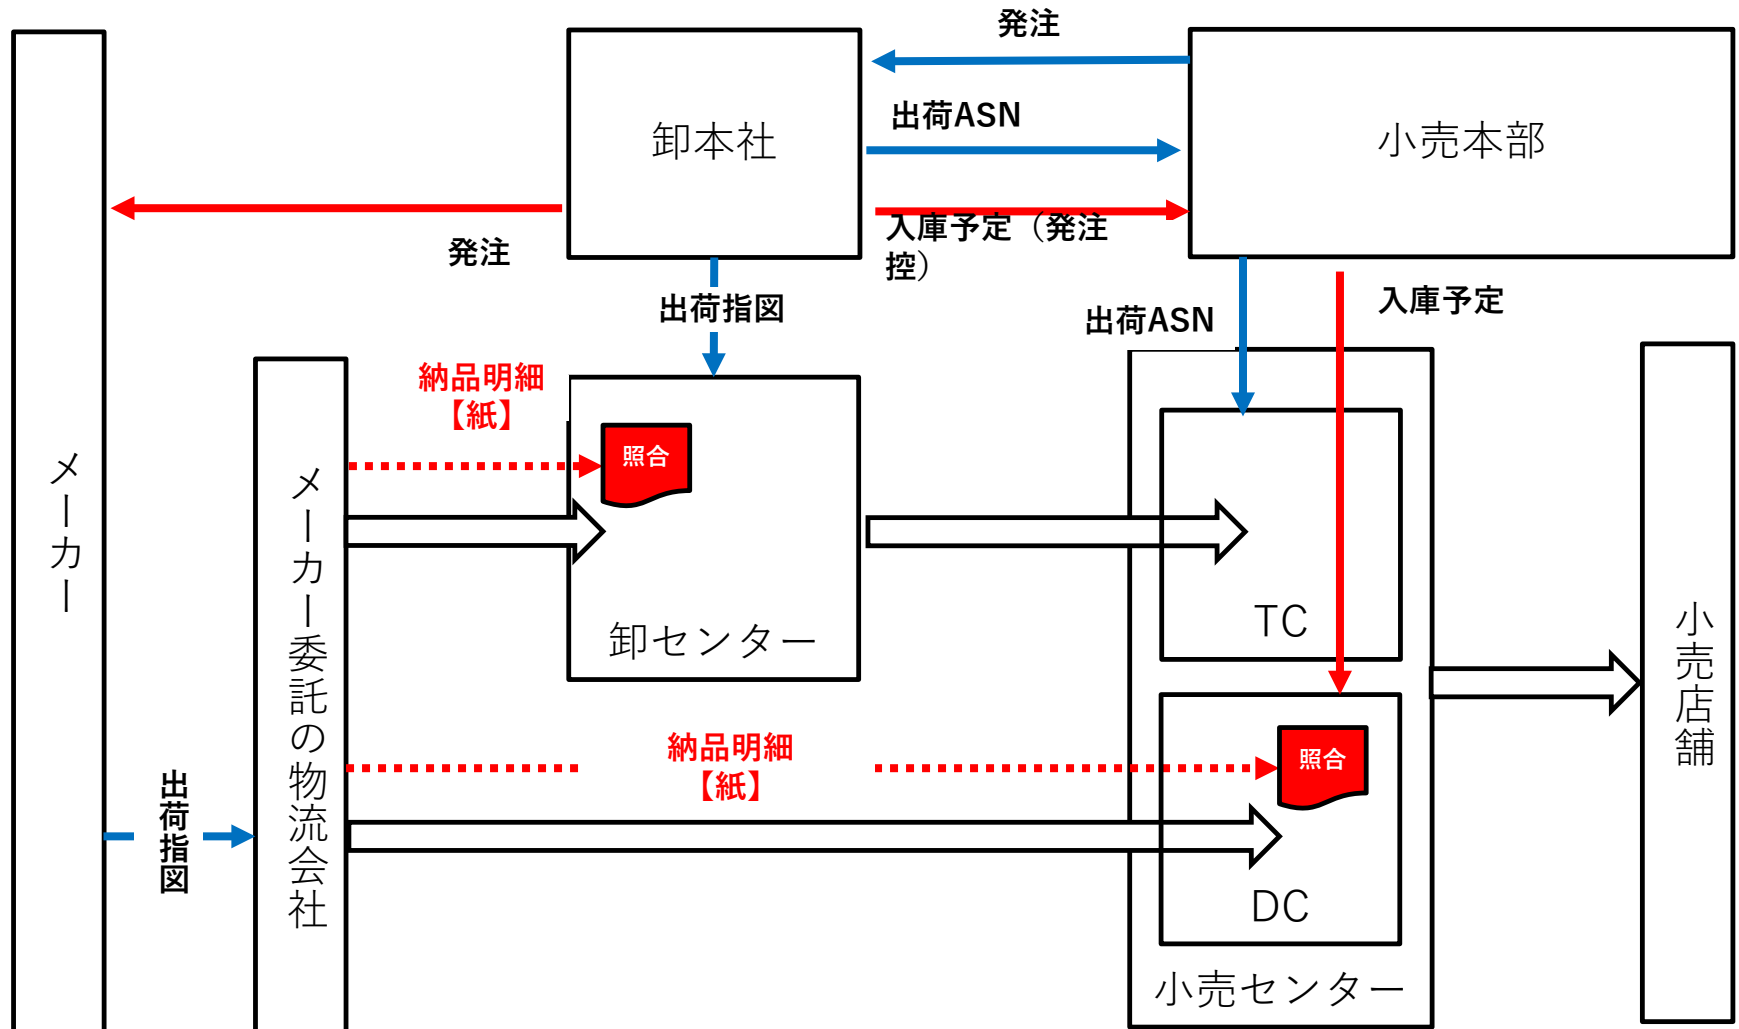 発注
卸本社
出荷ASN
小売本部
入庫予定（発注
控）
発注
出荷指図
出荷ASN
入庫予定
納品明細
【紙】
照合
メーカー
メーカー委託の物流会社
卸センター
TC
小売店舗
納品明細
【紙】
照合
出荷指図
DC
小売センター